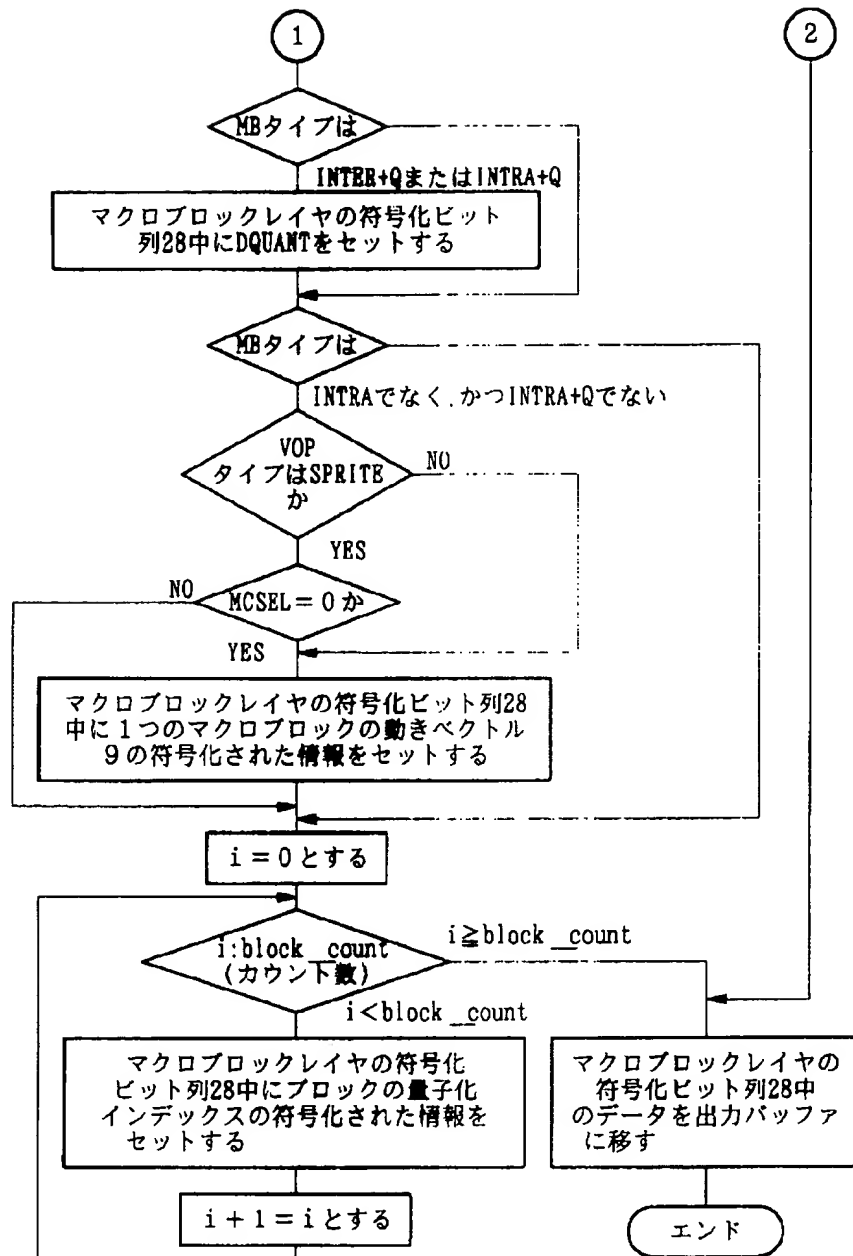 1
2
MBタイプは
INTER+QまたはINTRA+Q
マクロブロックレイヤの符号化ビット
列28中にDQUANTをセットする
MBタイプは
INTRAでなく,かつINTRA+Qでない
VOP
タイプはSPRITE
か
NO
YES
NO
MCSEL=0か
YES
マクロブロックレイヤの符号化ビット列28
中に1つのマクロブロックの動きベクトル
9の符号化された情報をセットする
i=0とする
i:block_count
(カウント数)
i≧block_count
i<block_count
マクロブロックレイヤの符号化
ビット列28中にブロックの量子化
インデックスの符号化された情報を
セットする
マクロブロックレイヤの
符号化ビット列28中
のデータを出力バッファ
に移す
i+1=iとする
エンド